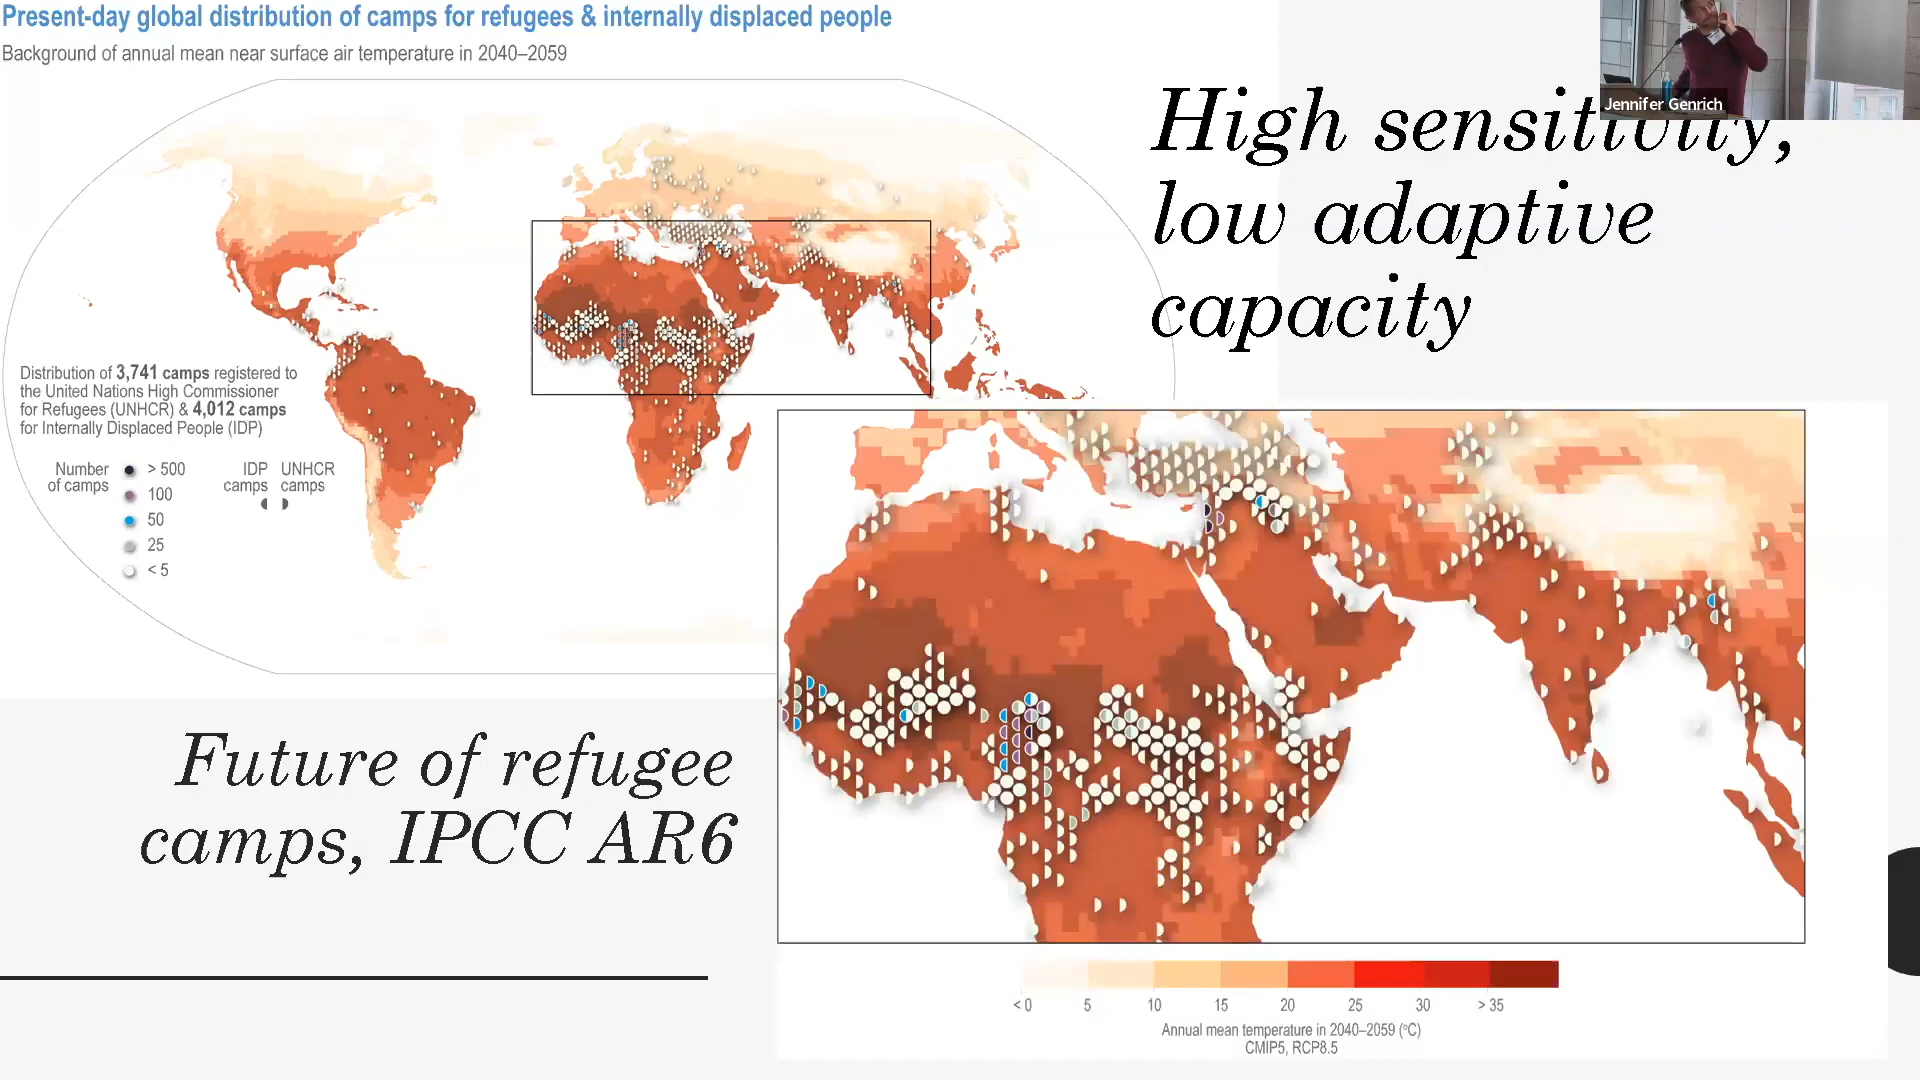 Present-day global distribution of camps for refugees & internally displaced people
Background of annual mean near surface air temperature in 2040–2059
High sensitivity,
low adaptive
capacity
Jennifer Genrich
Distribution of 3,741 camps registered to
the United Nations High Commissioner
for Refugees (UNHCR) & 4,012 camps
for Internally Displaced People (IDP)
Number
of camps
> 500
100
50
25
< 5
IDP
camps
UNHCR
camps
Future of refugee
camps, IPCC AR6
< 0 5 10 15 20 25 30 > 35
Annual mean temperature in 2040–2059 (ºC)
CMIP5, RCP8.5